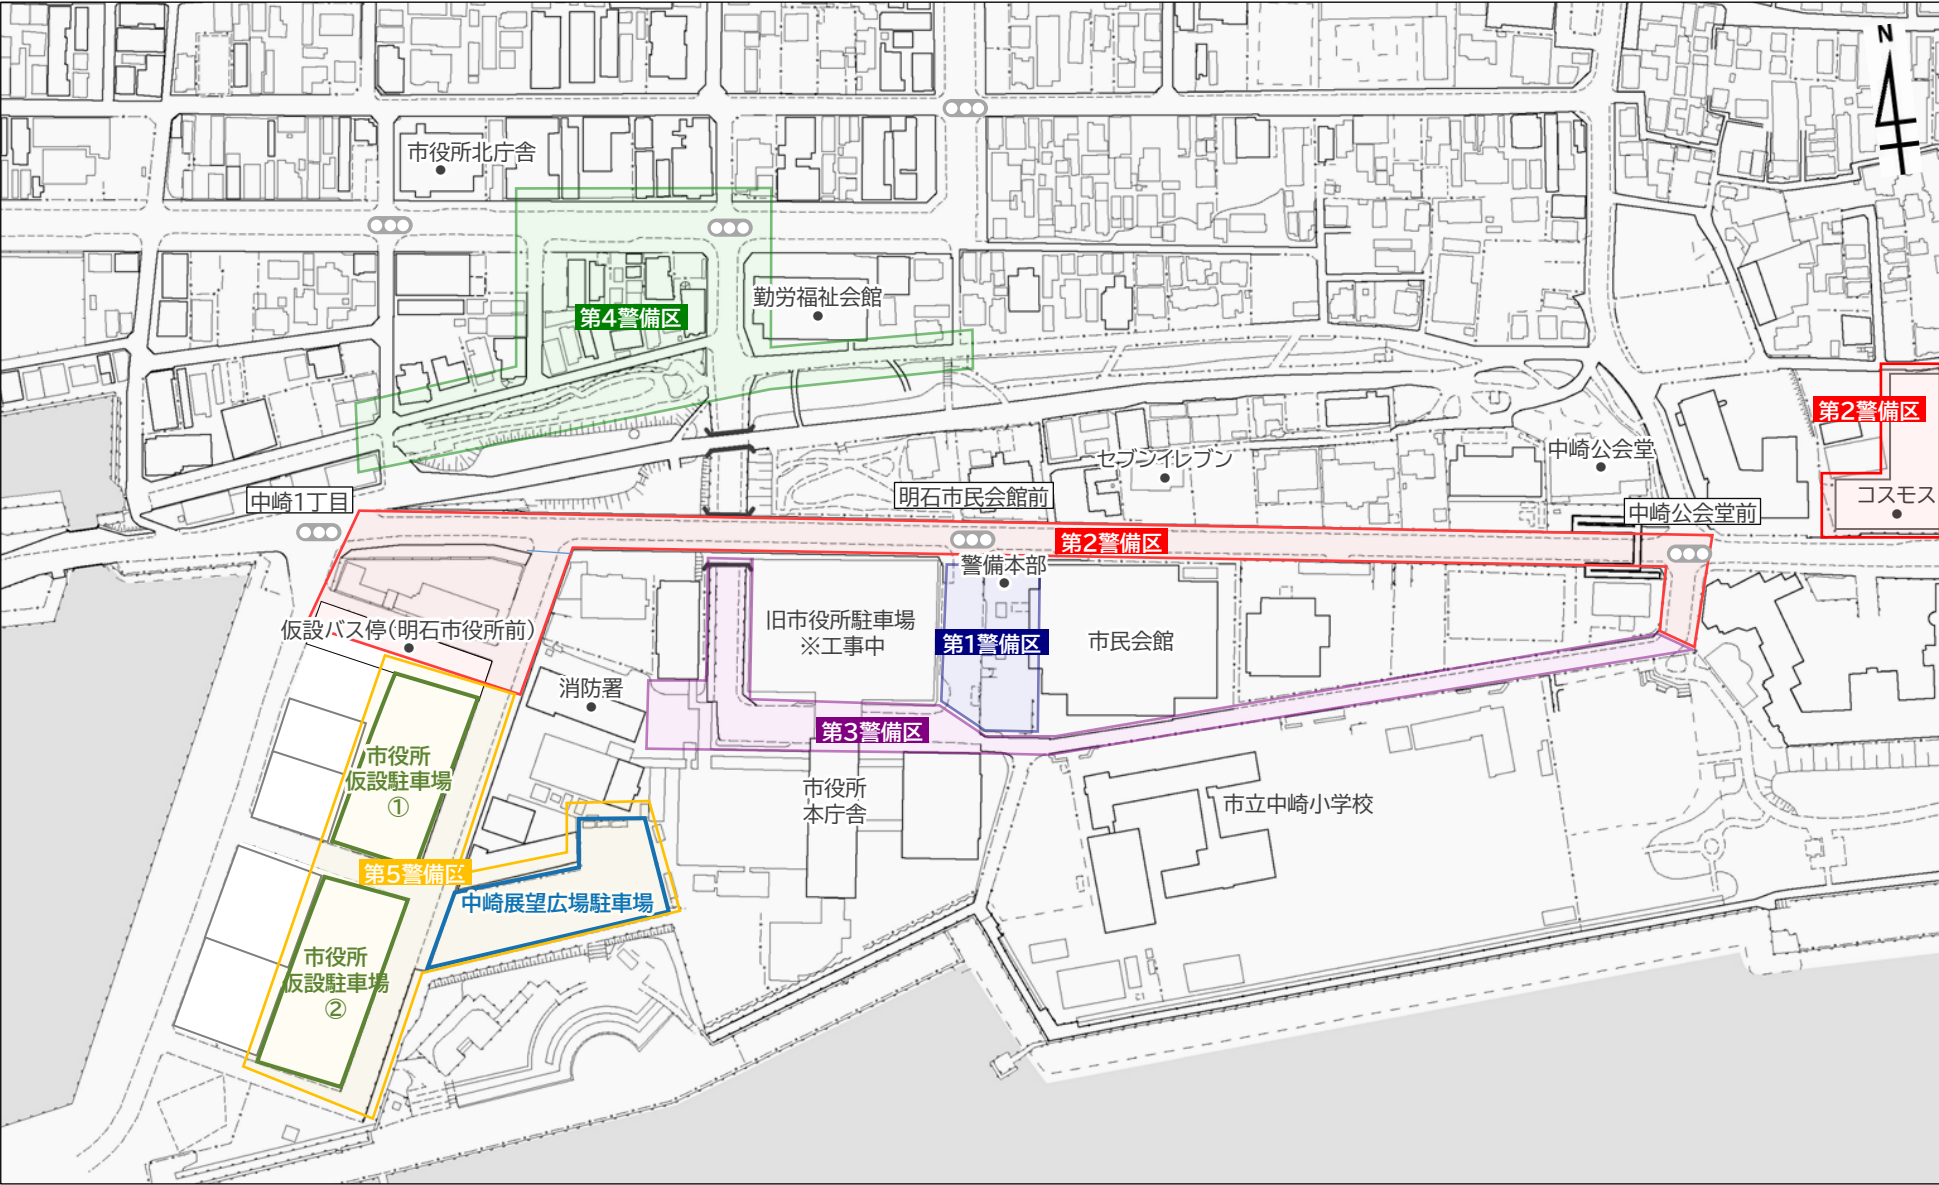 N
市役所北庁舎
勤労福祉会館
第4警備区
第2警備区
中崎公会堂
セブンイレブン
明石市民会館前
中崎1丁目
コスモス
中崎公会堂前
第2警備区
警備本部
仮設バス停(明石市役所前)
旧市役所駐車場
※工事中
第1警備区
市民会館
消防署
第3警備区
市役所
仮設駐車場
①
市役所
本庁舎
市立中崎小学校
第5警備区
中崎展望広場駐車場
市役所
仮設駐車場
②